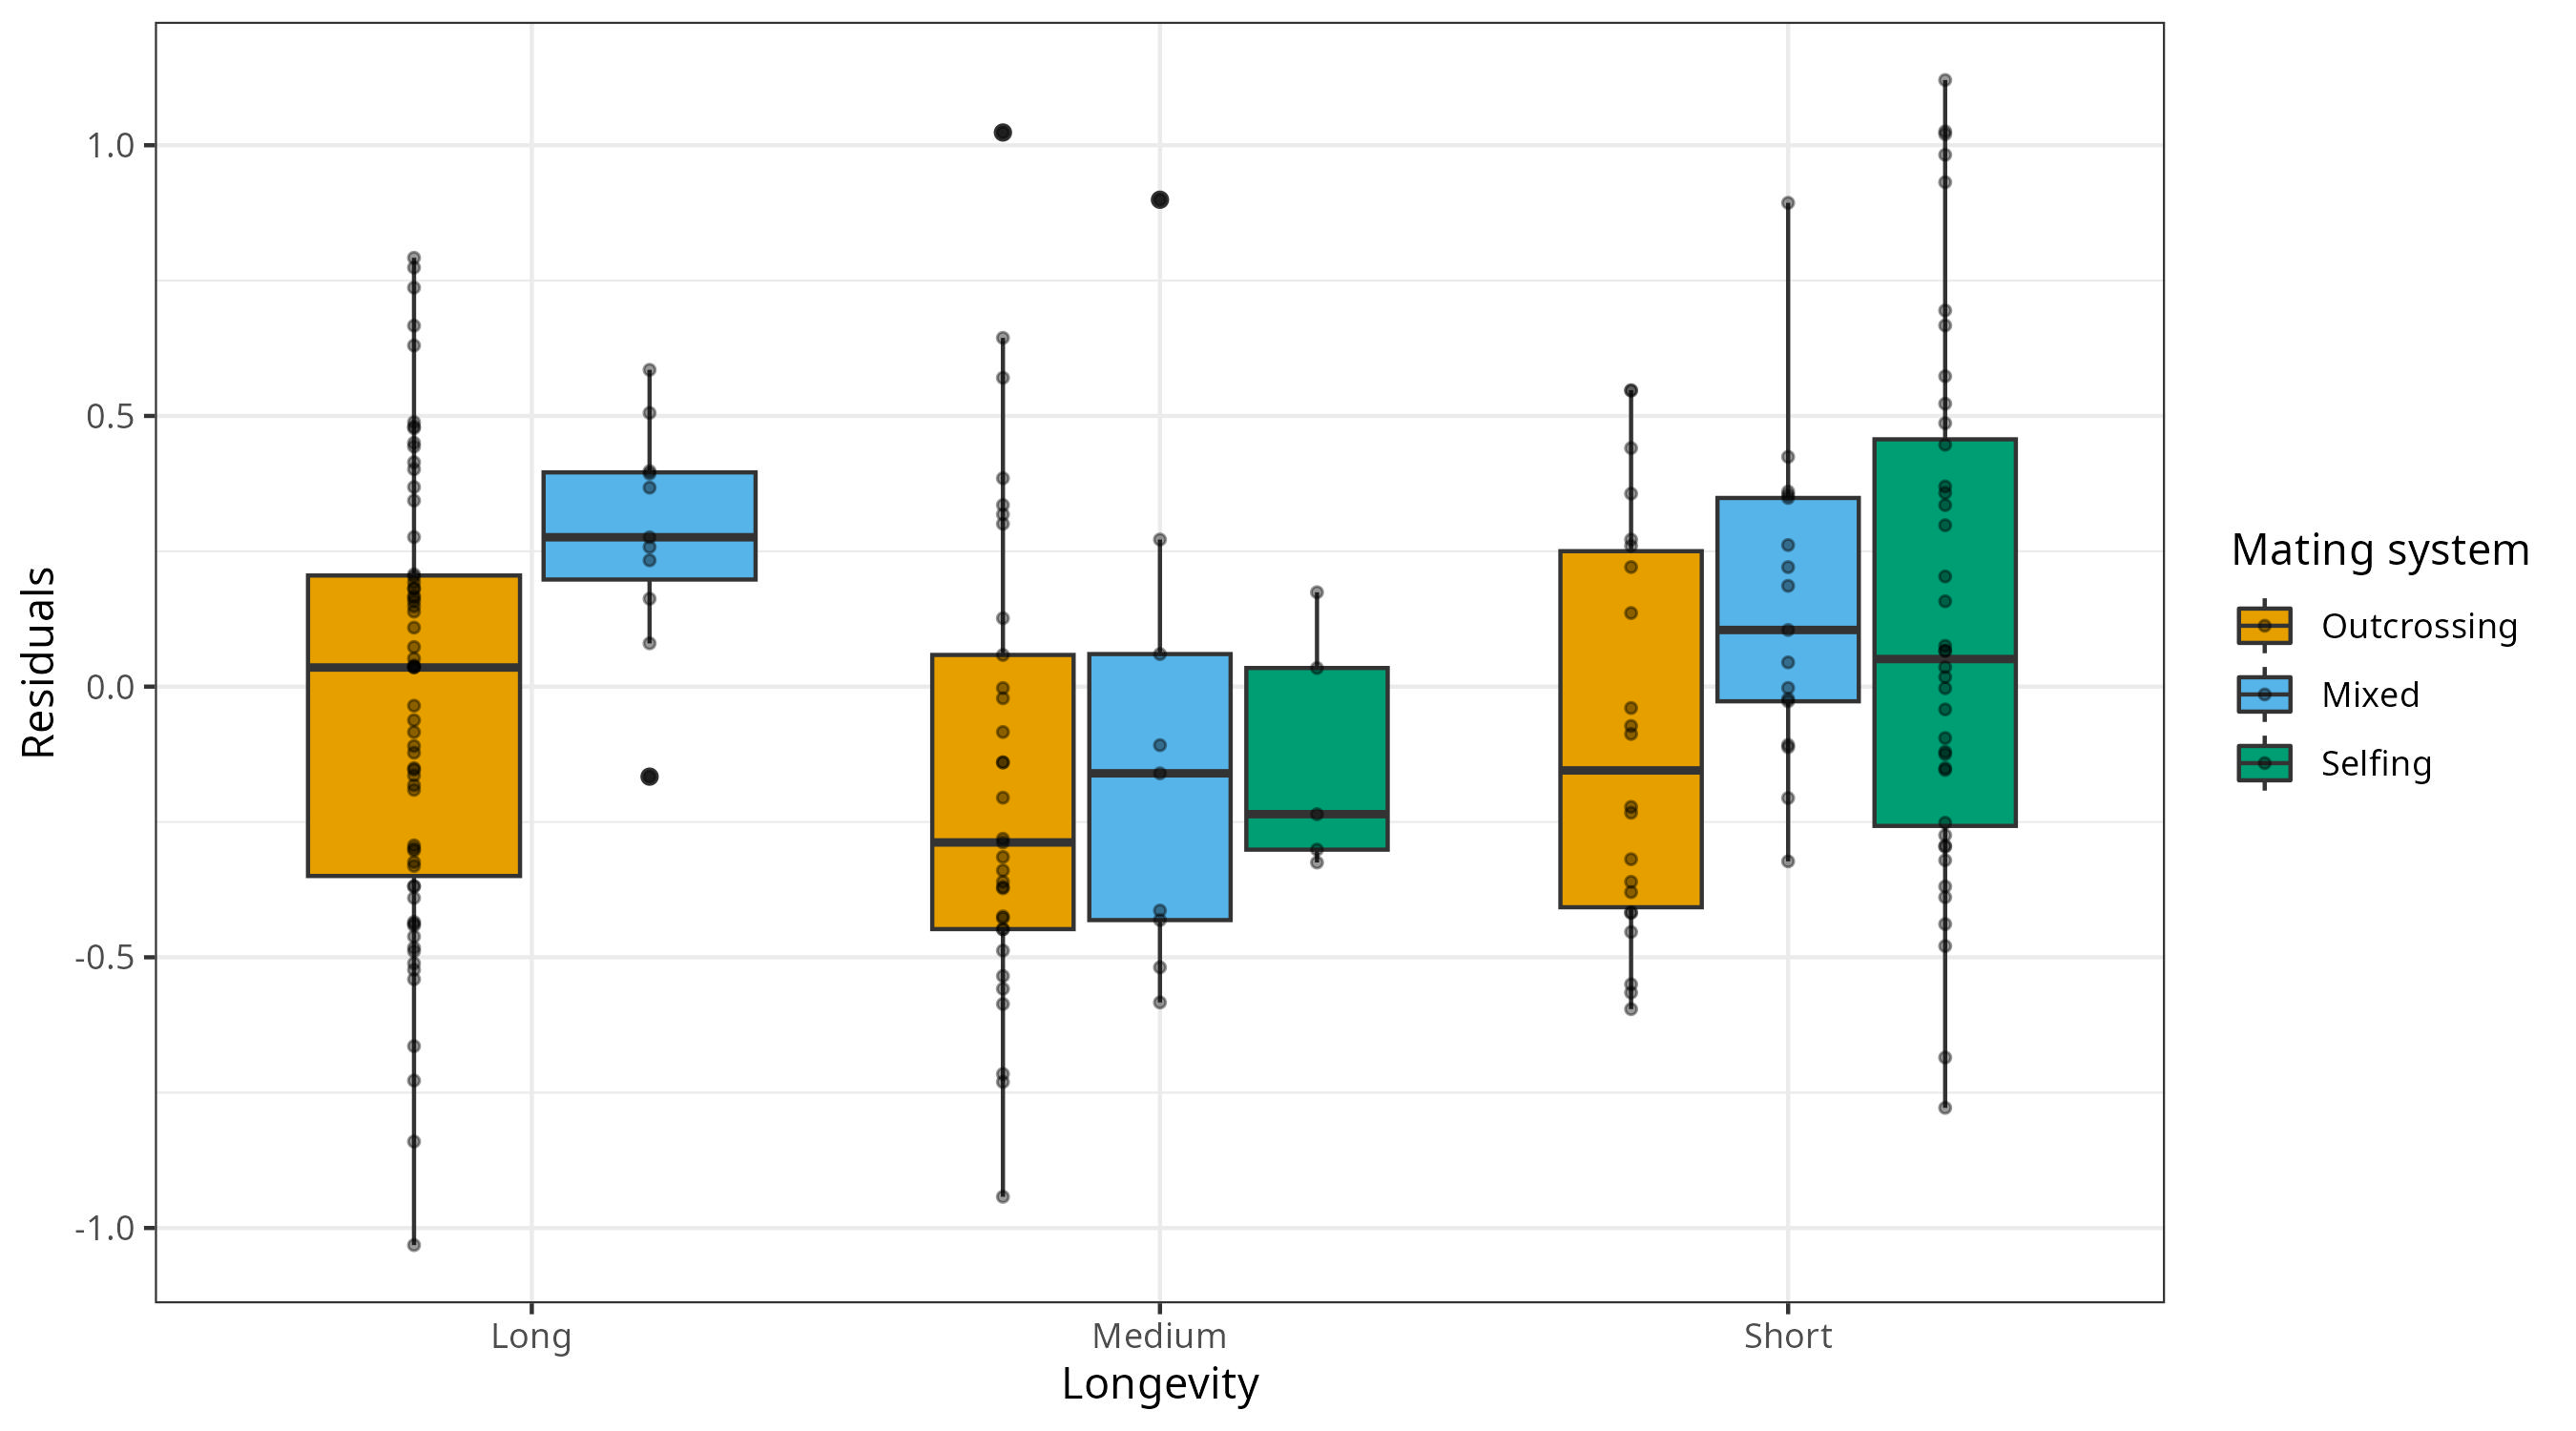 1.0
0.5
0.0
-0.5
-1.0
Residuals
Long
Medium
Short
Longevity
Mating system
Outcrossing
Mixed
Selfing